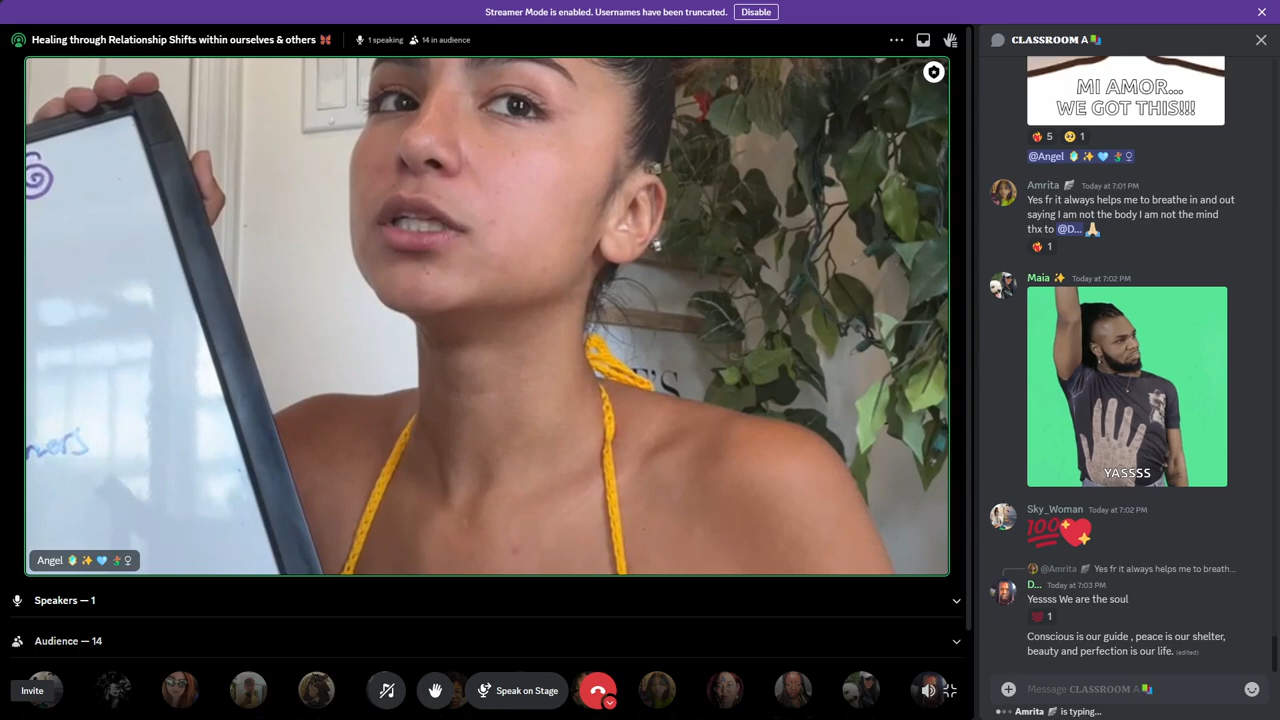 Streamer Mode is enabled. Usernames have been truncated. Disable
Healing through Relationship Shifts within ourselves & others
1 speaking 14 in audience
CLASSROOM A
MI AMOR...
WE GOT THIS!!!
5 1
@Angel
Amrita Today at 7:01 PM
Yes fr it always helps me to breathe in and out
saying I am not the body I am not the mind
thx to @D...
1
Maia Today at 7:02 PM
YASSSS
Sky_Woman Today at 7:02 PM
100
@Amrita Yes fr it always helps me to breath...
D... Today at 7:03 PM
Yessss We are the soul
1
Conscious is our guide , peace is our shelter,
beauty and perfection is our life. (edited)
Message CLASSROOM A
Amrita is typing...
Angel
Speakers — 1
Audience — 14
Invite
Speak on Stage